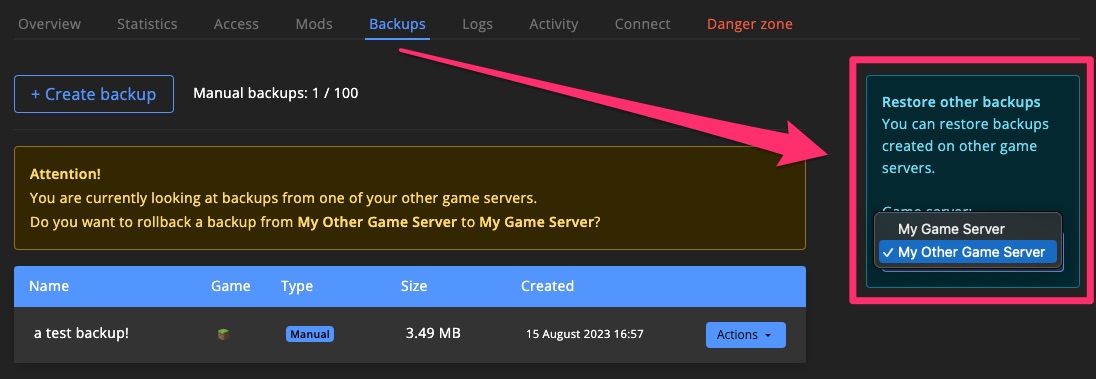 Overview Statistics Access Mods Backups Logs Activity Connect Danger zone
+ Create backup Manual backups: 1 / 100
Attention!
You are currently looking at backups from one of your other game servers.
Do you want to rollback a backup from My Other Game Server to My Game Server?
Name Game Type Size Created
a test backup! Manual 3.49 MB 15 August 2023 16:57 Actions
Restore other backups
You can restore backups
created on other game
servers.
Game server:
My Game Server
✓ My Other Game Server